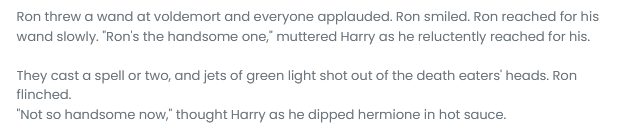 Ron threw a wand at voldemort and everyone applauded. Ron smiled. Ron reached for his
wand slowly. "Ron's the handsome one," muttered Harry as he reluctantly reached for his.
They cast a spell or two, and jets of green light shot out of the death eaters' heads. Ron
flinched.
"Not so handsome now," thought Harry as he dipped hermione in hot sauce.